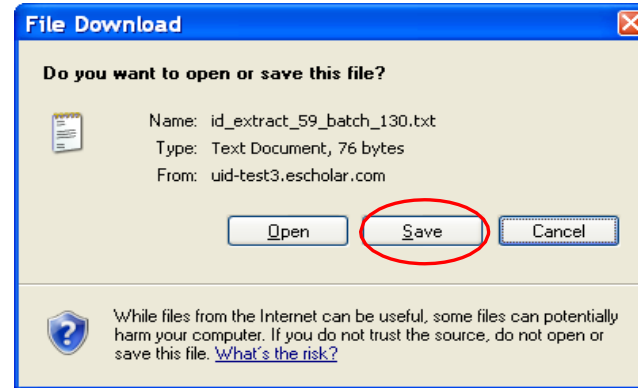 File Download
Do you want to open or save this file?
Name: id_extract_59_batch_130.txt
Type: Text Document, 76 bytes
From: uid-test3.escholar.com
Open Save Cancel
While files from the Internet can be useful, some files can potentially
harm your computer. If you do not trust the source, do not open or
save this file. What's the risk?